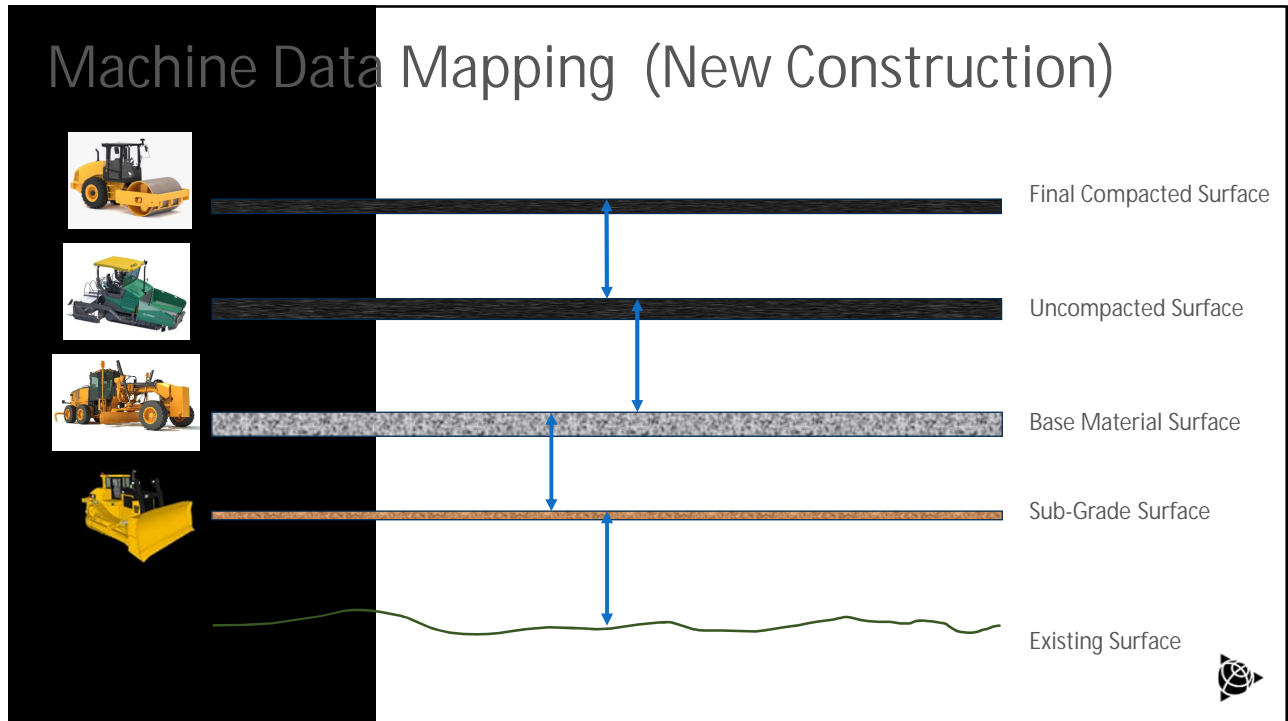 Machine Data Mapping (New Construction)
Final Compacted Surface
Uncompacted Surface
Base Material Surface
Sub-Grade Surface
Existing Surface